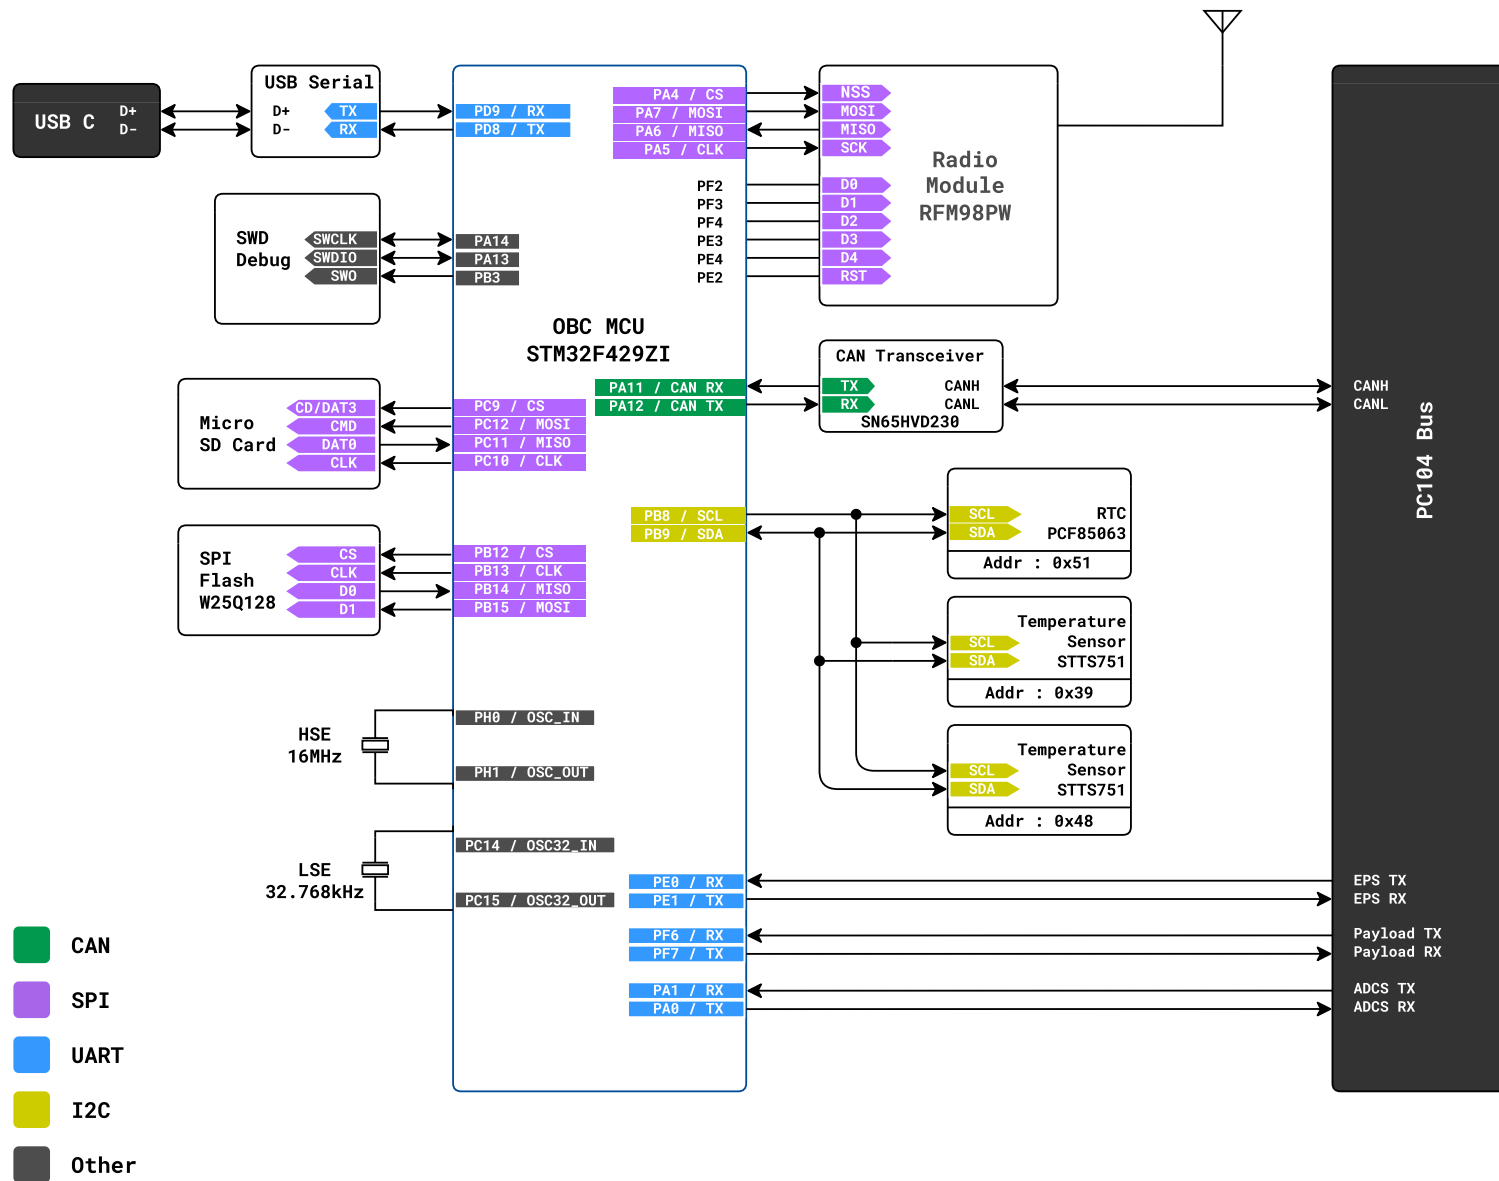 USB C
D+
D-
USB Serial
D+
D-
TX
RX
PD9 / RX
PD8 / TX
SWD
Debug
SWCLK
SWDIO
SWO
PA14
PA13
PB3
PA4 / CS
PA7 / MOSI
PA6 / MISO
PA5 / CLK
PF2
PF3
PF4
PE3
PE4
PE2
NSS
MOSI
MISO
SCK
D0
D1
D2
D3
D4
RST
Radio
Module
RFM98PW
OBC MCU
STM32F429ZI
Micro
SD Card
CD/DAT3
CMD
DAT0
CLK
PC9 / CS
PC12 / MOSI
PC11 / MISO
PC10 / CLK
PA11 / CAN RX
PA12 / CAN TX
CAN Transceiver
TX
RX
CANH
CANL
SN65HVD230
CANH
CANL
PC104 Bus
SPI
Flash
W25Q128
CS
CLK
D0
D1
PB12 / CS
PB13 / CLK
PB14 / MISO
PB15 / MOSI
PB8 / SCL
PB9 / SDA
SCL
SDA
RTC
PCF85063
Addr : 0x51
Temperature
Sensor
STTS751
SCL
SDA
Addr : 0x39
Temperature
Sensor
STTS751
SCL
SDA
Addr : 0x48
HSE
16MHz
PH0 / OSC_IN
PH1 / OSC_OUT
LSE
32.768kHz
PC14 / OSC32_IN
PC15 / OSC32_OUT
PE0 / RX
PE1 / TX
PF6 / RX
PF7 / TX
PA1 / RX
PA0 / TX
EPS TX
EPS RX
Payload TX
Payload RX
ADCS TX
ADCS RX
CAN
SPI
UART
I2C
Other